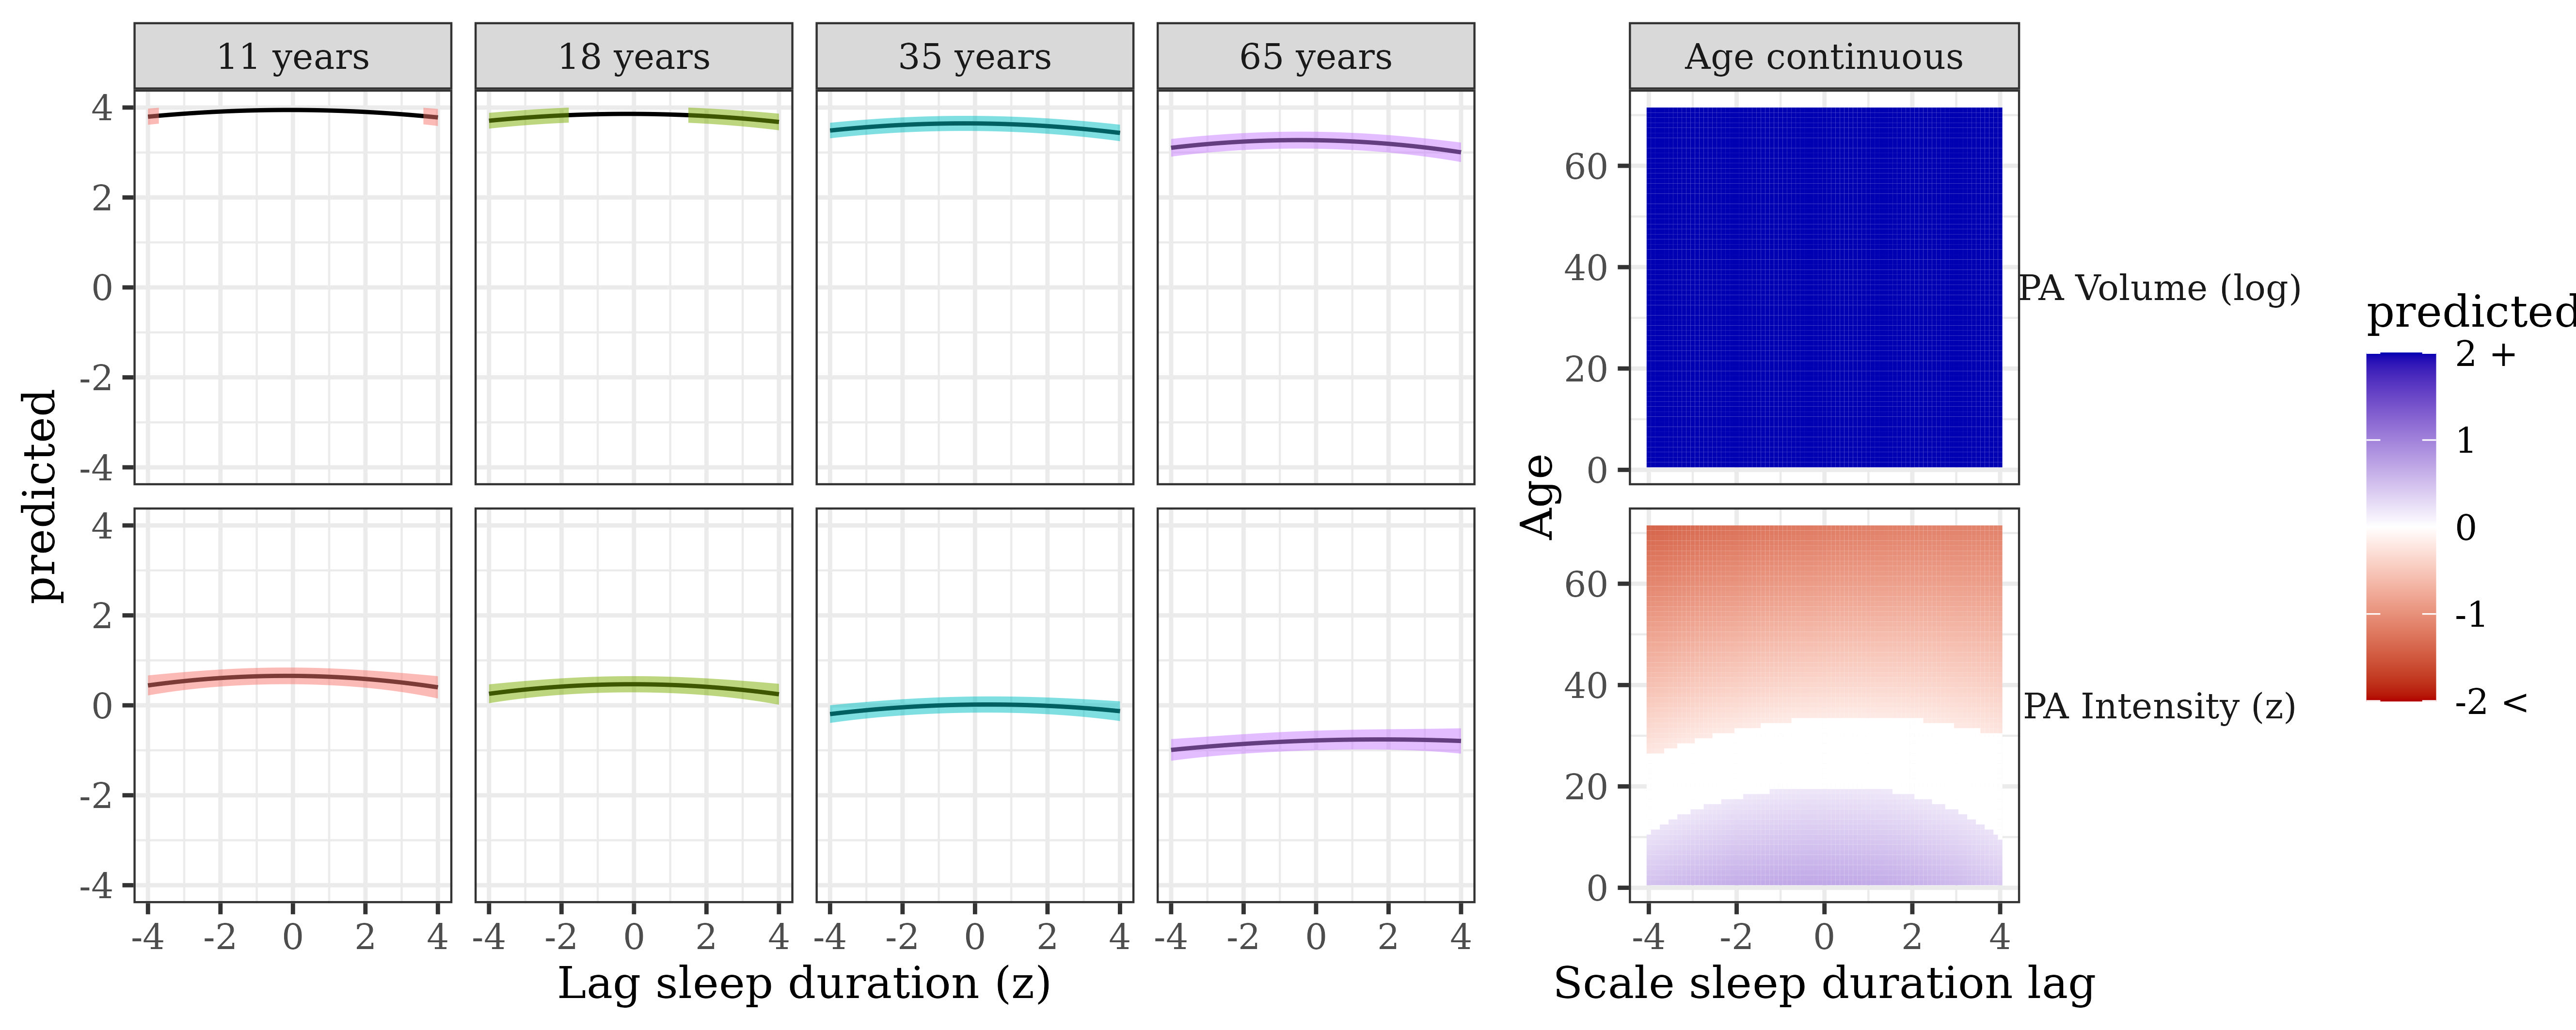 11 years
18 years
35 years
65 years
Age continuous
4
2
0
-2
-4
60
40
20
0
PA Volume (log)
predicted
4
2
0
-2
-4
Age
60
40
20
0
PA Intensity (z)
predicted
2 +
1
0
-1
-2 <
-4 -2 0 2 4
-4 -2 0 2 4
-4 -2 0 2 4
-4 -2 0 2 4
-4 -2 0 2 4
Lag sleep duration (z)
Scale sleep duration lag